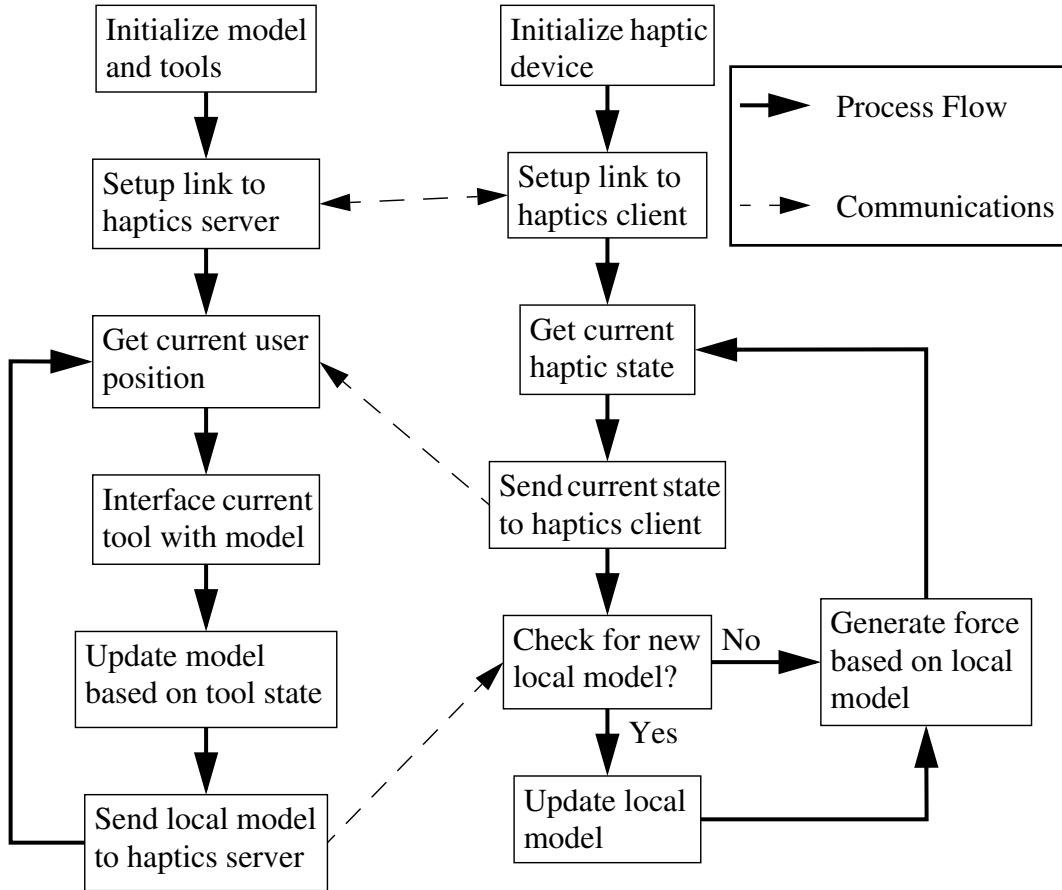 Initialize model
and tools
Initialize haptic
device
Process Flow
Communications
Setup link to
haptics server
Setup link to
haptics client
Get current user
position
Get current
haptic state
Interface current
tool with model
Send current state
to haptics client
Update model
based on tool state
Check for new
local model?
No
Yes
Generate force
based on local
model
Send local model
to haptics server
Update local
model